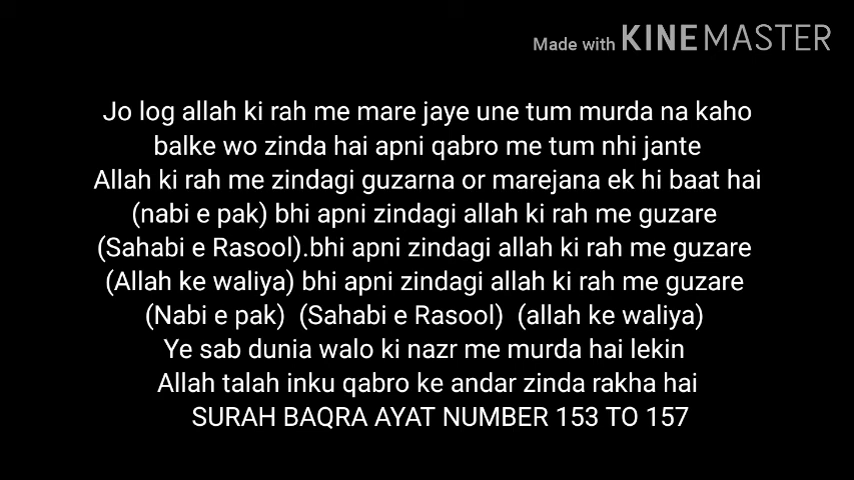 Made with KINEMASTER
Jo log allah ki rah me mare jaye une tum murda na kaho
balke wo zinda hai apni qabro me tum nhi jante
Allah ki rah me zindagi guzarna or marejana ek hi baat hai
(nabi e pak) bhi apni zindagi allah ki rah me guzare
(Sahabi e Rasool).bhi apni zindagi allah ki rah me guzare
(Allah ke waliya) bhi apni zindagi allah ki rah me guzare
(Nabi e pak)  (Sahabi e Rasool)  (allah ke waliya)
Ye sab dunia walo ki nazr me murda hai lekin
Allah talah inku qabro ke andar zinda rakha hai
SURAH BAQRA AYAT NUMBER 153 TO 157